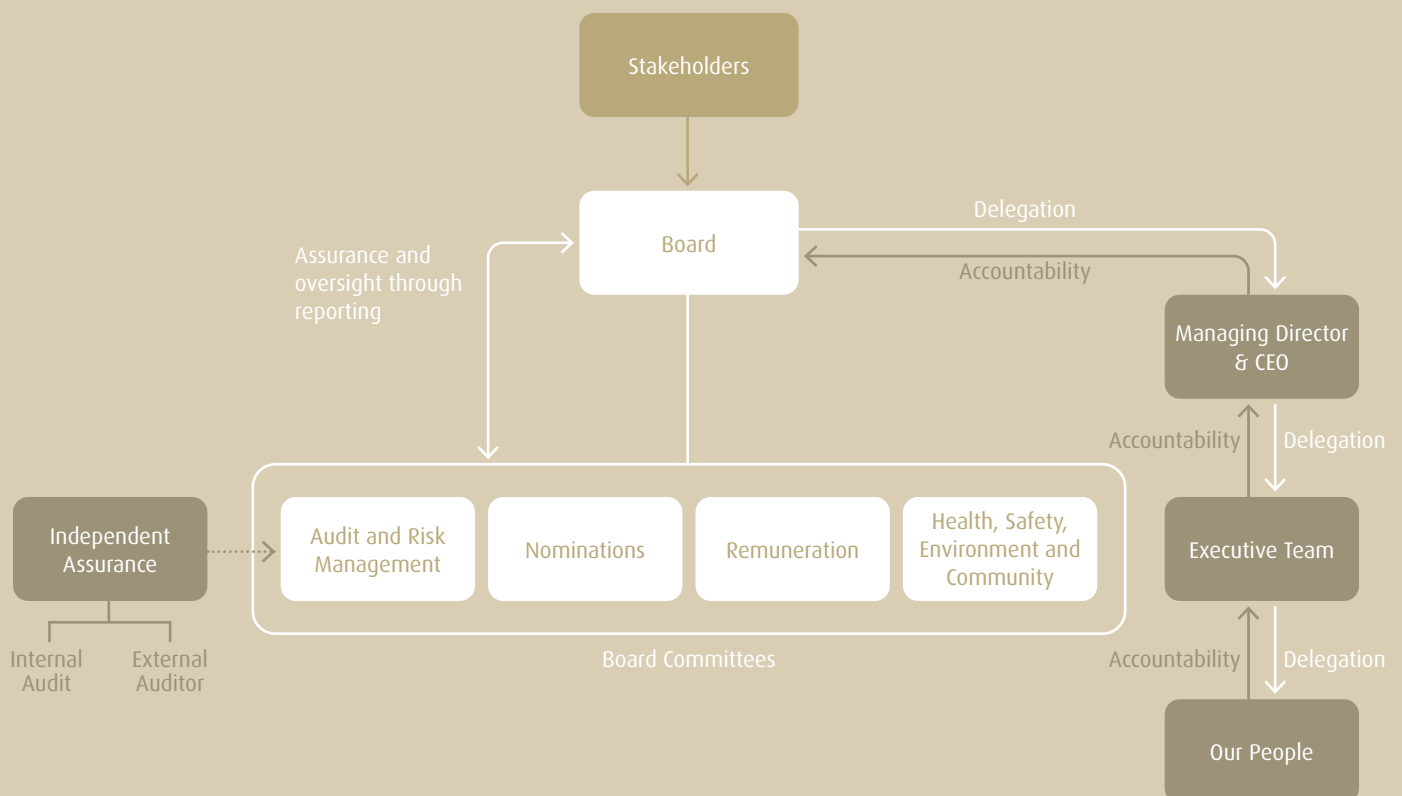 Stakeholders
Board
Delegation
Accountability
Assurance and
oversight through
reporting
Managing Director
& CEO
Accountability
Delegation
Independent
Assurance
Audit and Risk
Management
Nominations
Remuneration
Health, Safety,
Environment and
Community
Executive Team
Internal
Audit
External
Auditor
Board Committees
Accountability
Delegation
Our People